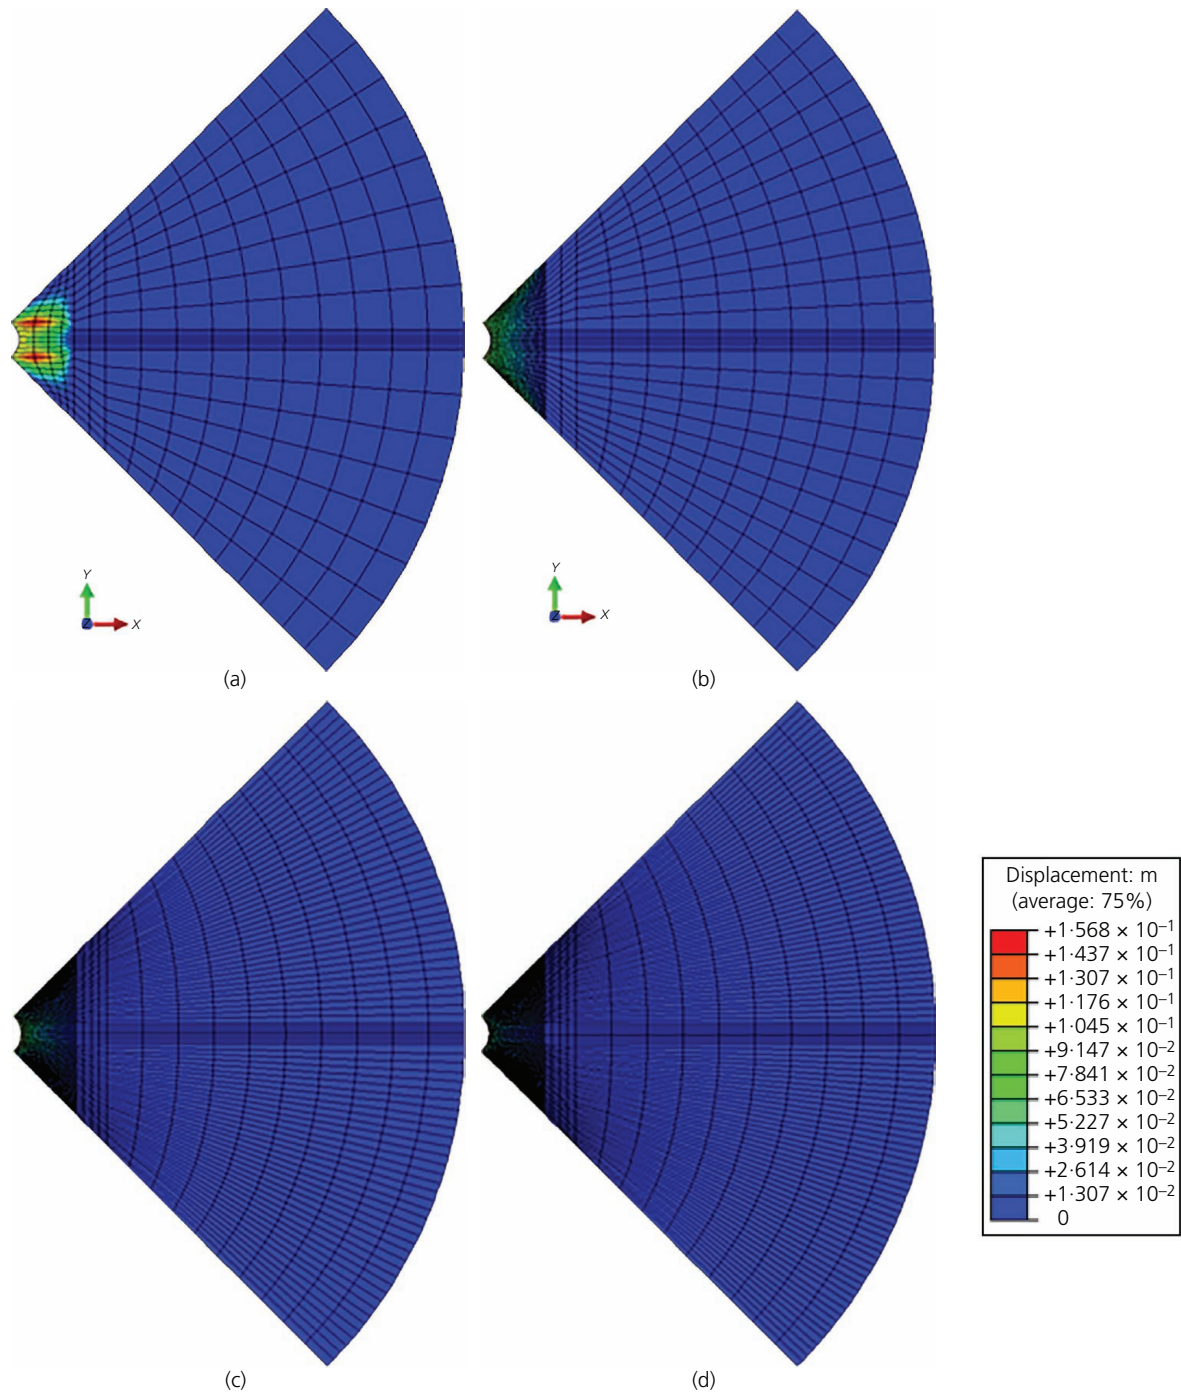 Y
X
Z
(a)
Y
X
Z
(b)
(c)
(d)
Displacement: m
(average: 75%)
+1·568 × 10⁻¹
+1·437 × 10⁻¹
+1·307 × 10⁻¹
+1·176 × 10⁻¹
+1·045 × 10⁻¹
+9·147 × 10⁻²
+7·841 × 10⁻²
+6·533 × 10⁻²
+5·227 × 10⁻²
+3·919 × 10⁻²
+2·614 × 10⁻²
+1·307 × 10⁻²
0